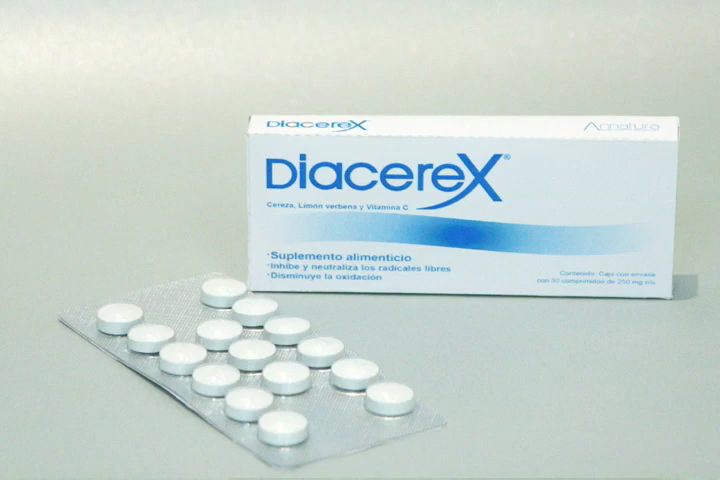 DiacereX
Annatura
DiacereX®
Cereza, Limón verbena y Vitamina C
·Suplemento alimenticio
·Inhibe y neutraliza los radicales libres
·Disminuye la oxidación
Contenido: Caja con envase
con 30 comprimidos de 250 mg c/u